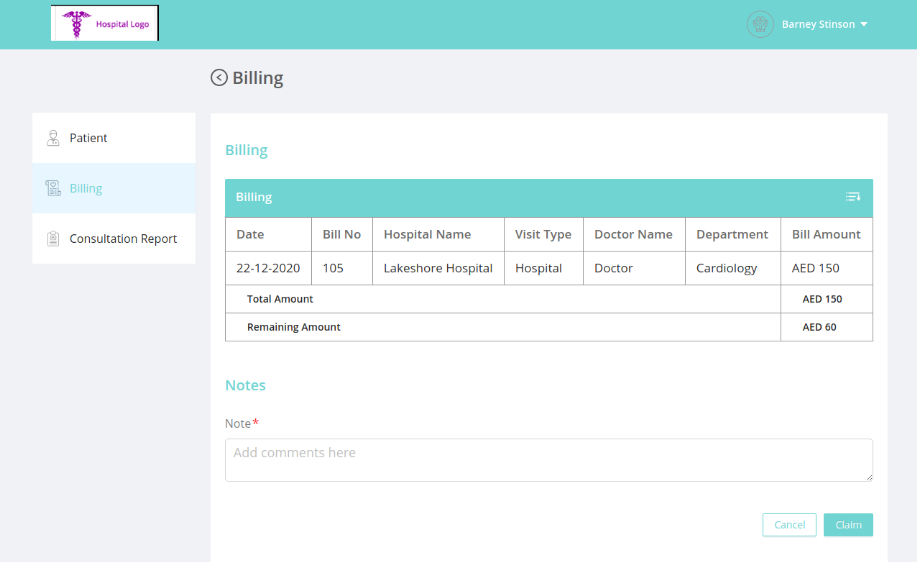 Hospital Logo
Barney Stinson
Billing
Patient
Billing
Consultation Report
Billing
Billing
Date Bill No Hospital Name Visit Type Doctor Name Department Bill Amount
22-12-2020 105 Lakeshore Hospital Hospital Doctor Cardiology AED 150
Total Amount AED 150
Remaining Amount AED 60
Notes
Note*
Add comments here
Cancel Claim